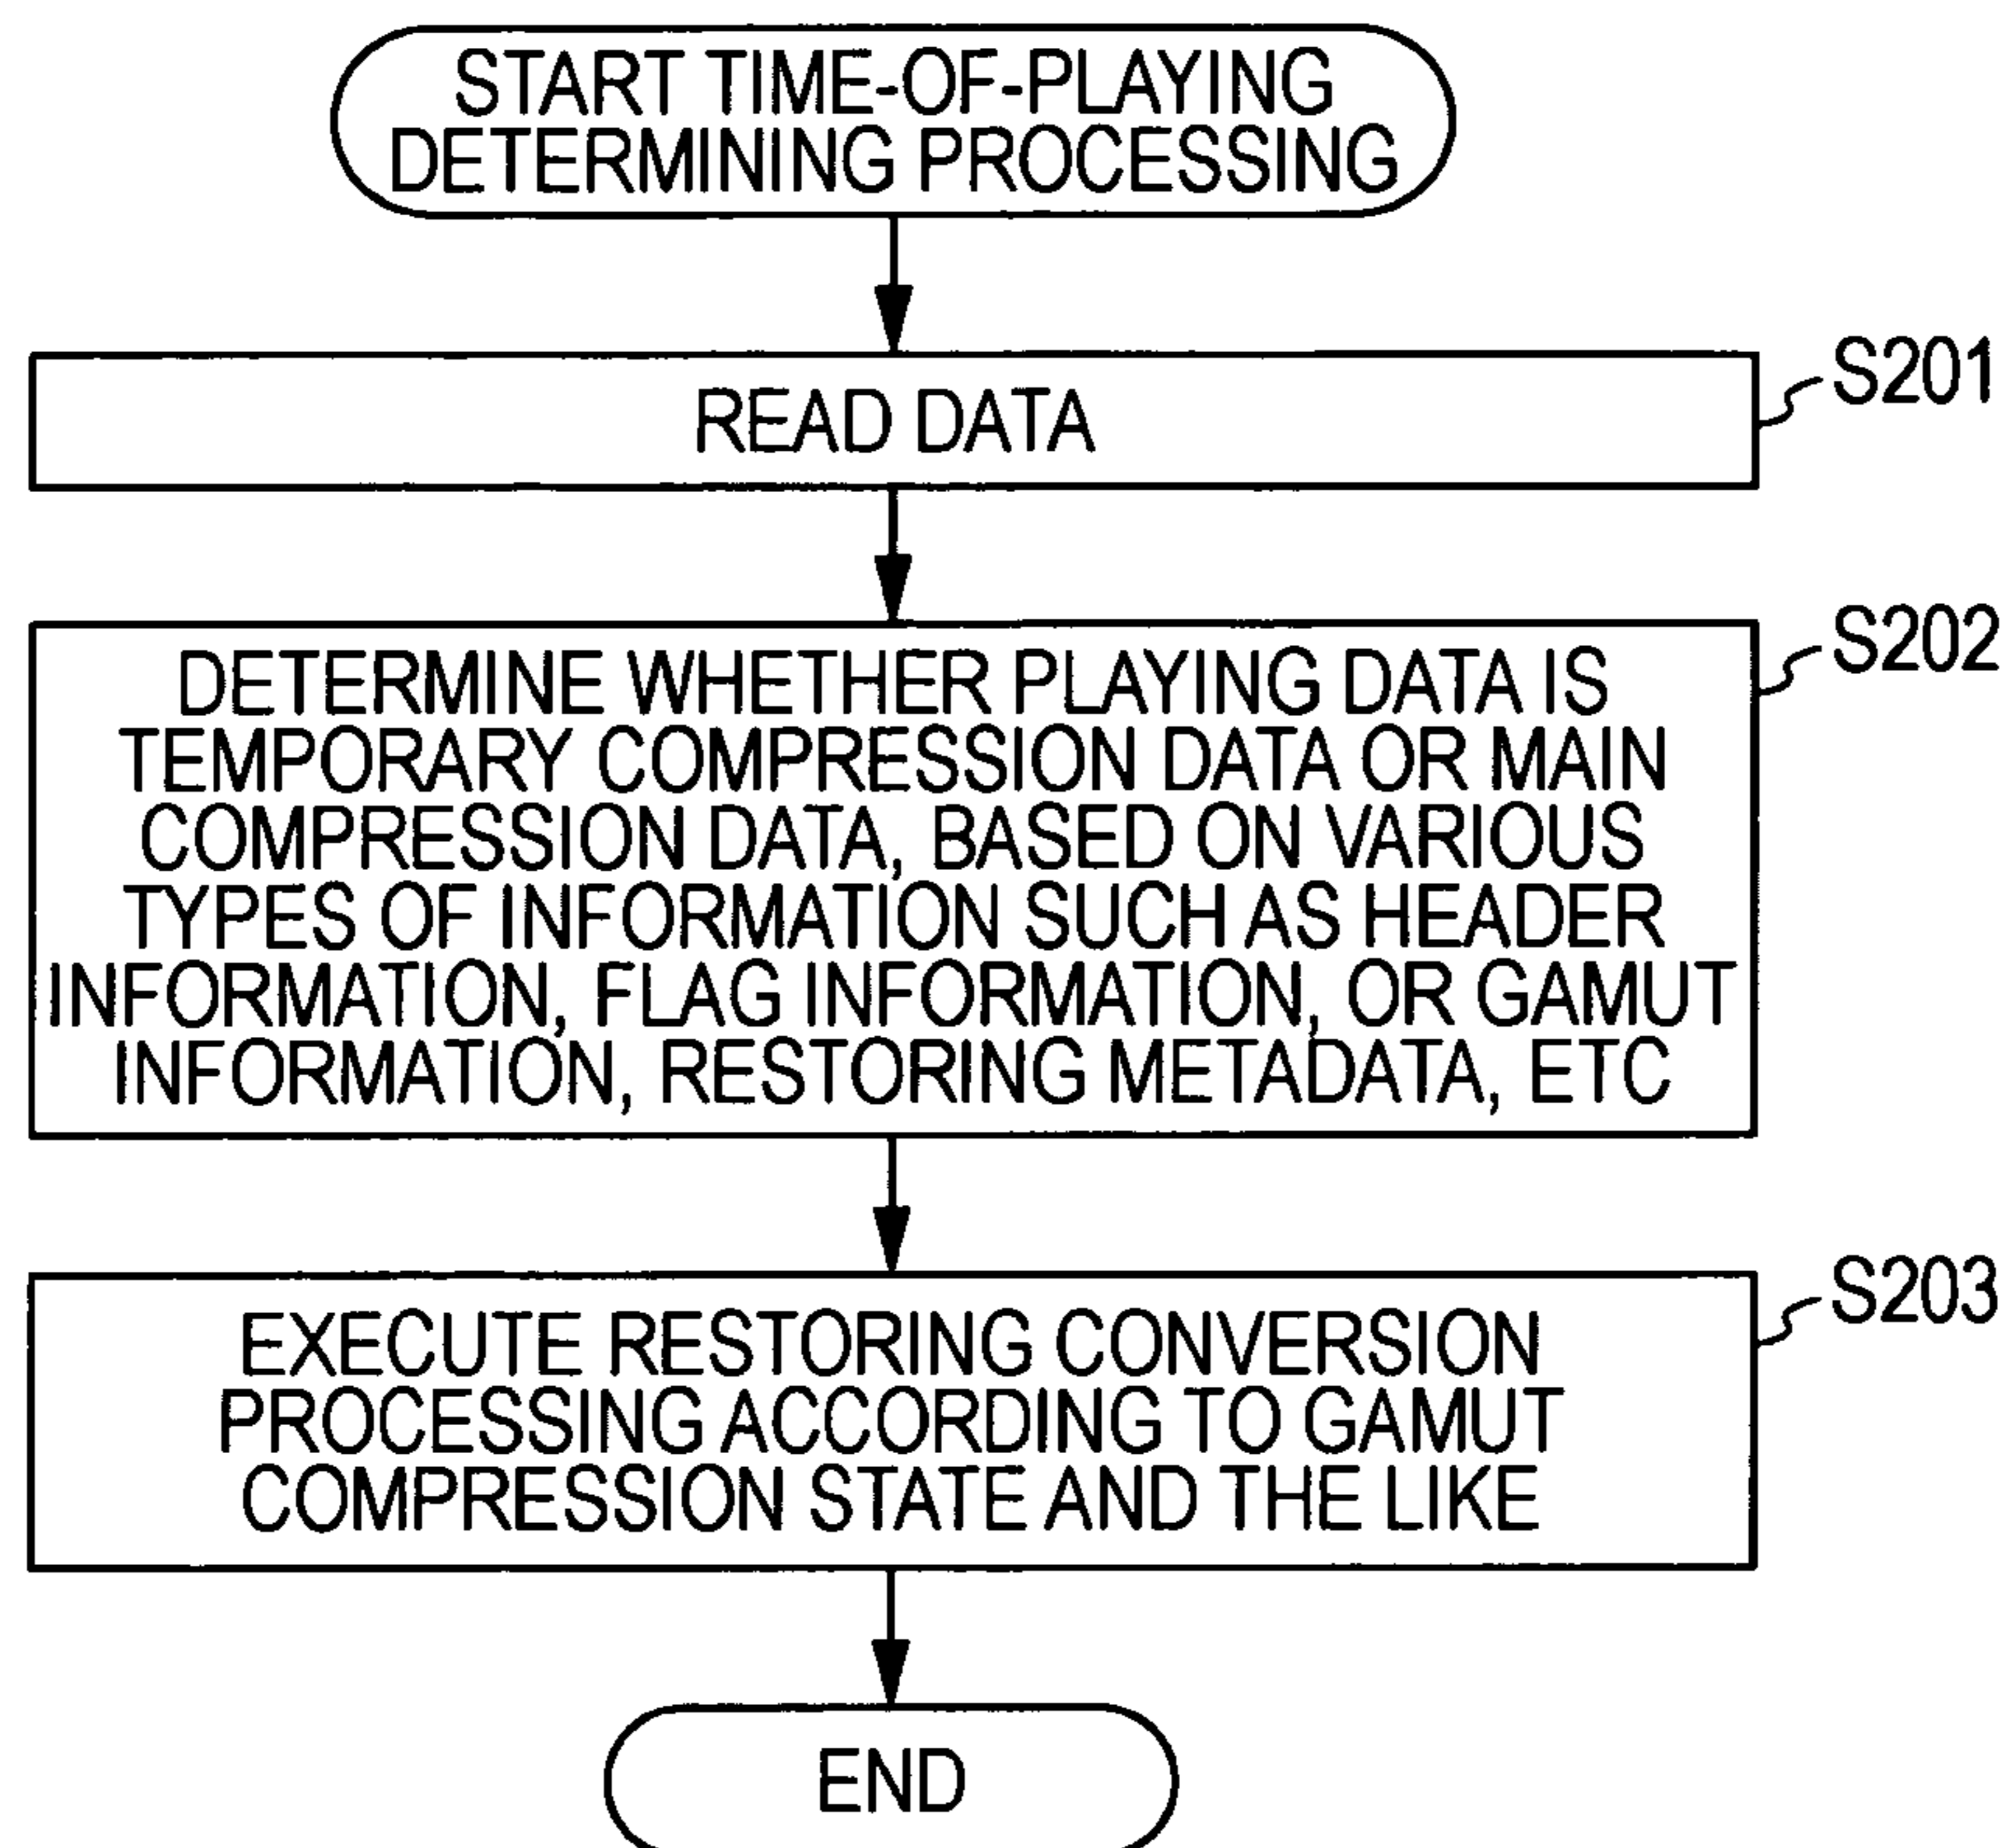 START TIME-OF-PLAYING
DETERMINING PROCESSING
READ DATA
S201
DETERMINE WHETHER PLAYING DATA IS
TEMPORARY COMPRESSION DATA OR MAIN
COMPRESSION DATA, BASED ON VARIOUS
TYPES OF INFORMATION SUCH AS HEADER
INFORMATION, FLAG INFORMATION, OR GAMUT
INFORMATION, RESTORING METADATA, ETC
S202
EXECUTE RESTORING CONVERSION
PROCESSING ACCORDING TO GAMUT
COMPRESSION STATE AND THE LIKE
S203
END